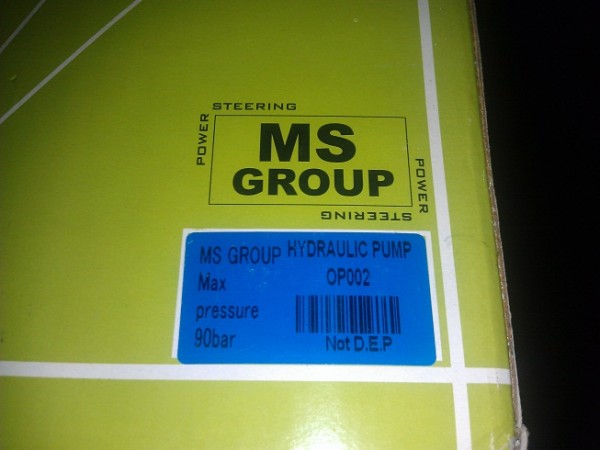 STEERING
POWER
MS
GROUP
POWER
STEERING
MS GROUP HYDRAULIC PUMP
Max OP002
pressure
90bar Not D.E.P